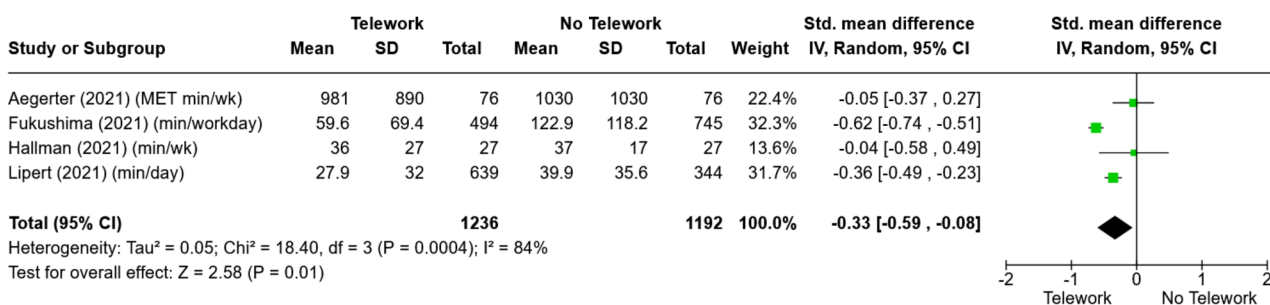 Telework No Telework Std. mean difference Std. mean difference
Study or Subgroup Mean SD Total Mean SD Total Weight IV, Random, 95% CI IV, Random, 95% CI
Aegerter (2021) (MET min/wk) 981 890 76 1030 1030 76 22.4% -0.05 [-0.37 , 0.27]
Fukushima (2021) (min/workday) 59.6 69.4 494 122.9 118.2 745 32.3% -0.62 [-0.74 , -0.51]
Hallman (2021) (min/wk) 36 27 27 37 17 27 13.6% -0.04 [-0.58 , 0.49]
Lipert (2021) (min/day) 27.9 32 639 39.9 35.6 344 31.7% -0.36 [-0.49 , -0.23]
Total (95% CI) 1236 1192 100.0% -0.33 [-0.59 , -0.08]
Heterogeneity: Tau² = 0.05; Chi² = 18.40, df = 3 (P = 0.0004); I² = 84%
Test for overall effect: Z = 2.58 (P = 0.01)
-2 -1 0 1 2
Telework No Telework